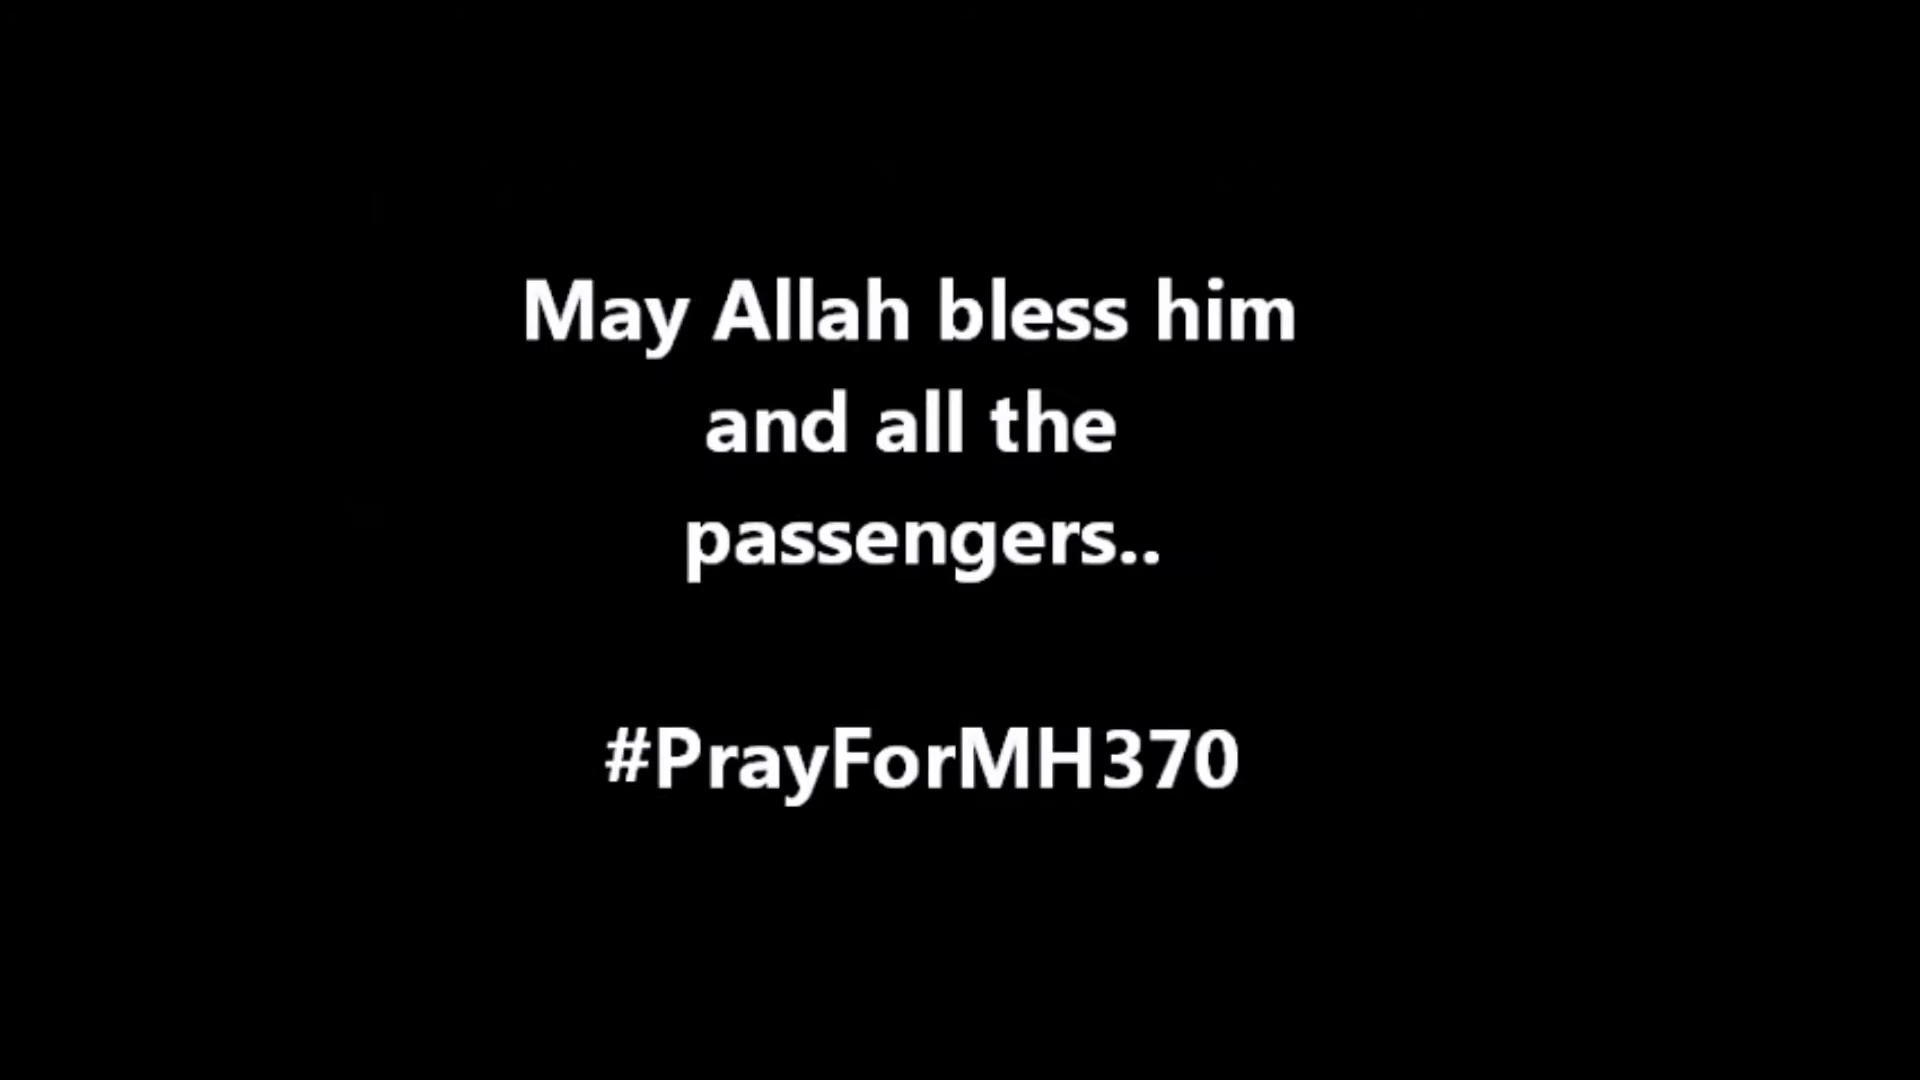 May Allah bless him
and all the
passengers..
#PrayForMH370